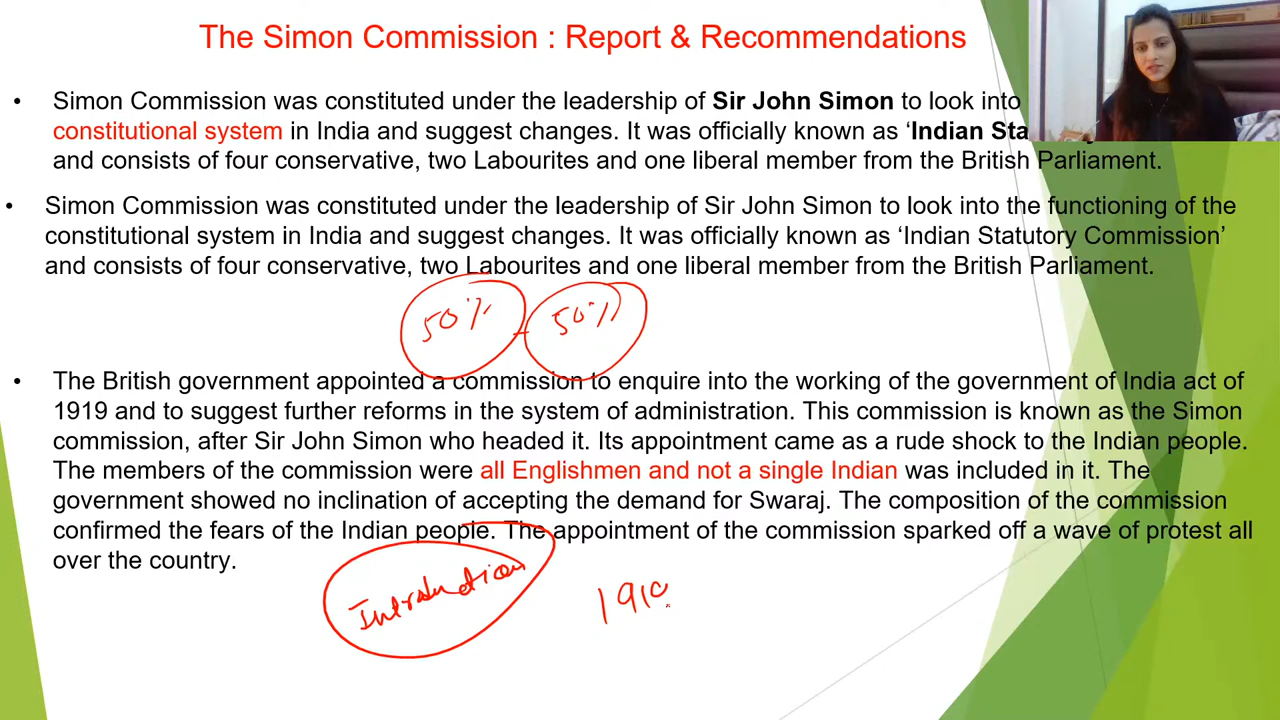 The Simon Commission : Report & Recommendations
• Simon Commission was constituted under the leadership of Sir John Simon to look into
constitutional system in India and suggest changes. It was officially known as ‘Indian Sta
and consists of four conservative, two Labourites and one liberal member from the British Parliament.
• Simon Commission was constituted under the leadership of Sir John Simon to look into the functioning of the
constitutional system in India and suggest changes. It was officially known as ‘Indian Statutory Commission’
and consists of four conservative, two Labourites and one liberal member from the British Parliament.
50% - 50%
• The British government appointed a commission to enquire into the working of the government of India act of
1919 and to suggest further reforms in the system of administration. This commission is known as the Simon
commission, after Sir John Simon who headed it. Its appointment came as a rude shock to the Indian people.
The members of the commission were all Englishmen and not a single Indian was included in it. The
government showed no inclination of accepting the demand for Swaraj. The composition of the commission
confirmed the fears of the Indian people. The appointment of the commission sparked off a wave of protest all
over the country.
Introduction
1919